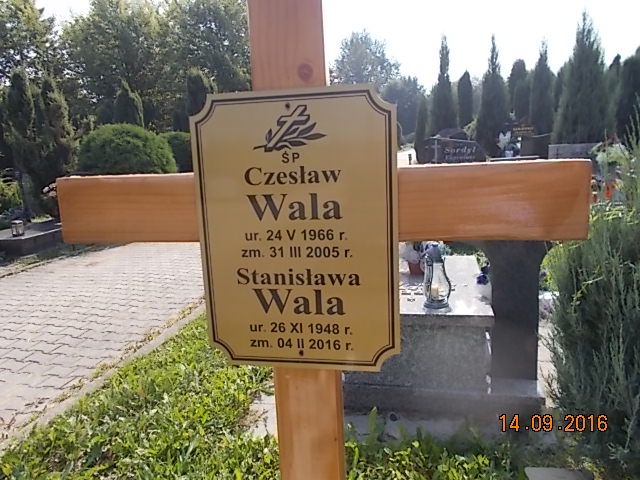 ŚP
Czesław
Wala
ur. 24 V 1966 r.
zm. 31 III 2005 r.
Stanisława
Wala
ur. 26 XI 1948 r.
zm. 04 II 2016 r.
Sordyl
14.09.2016